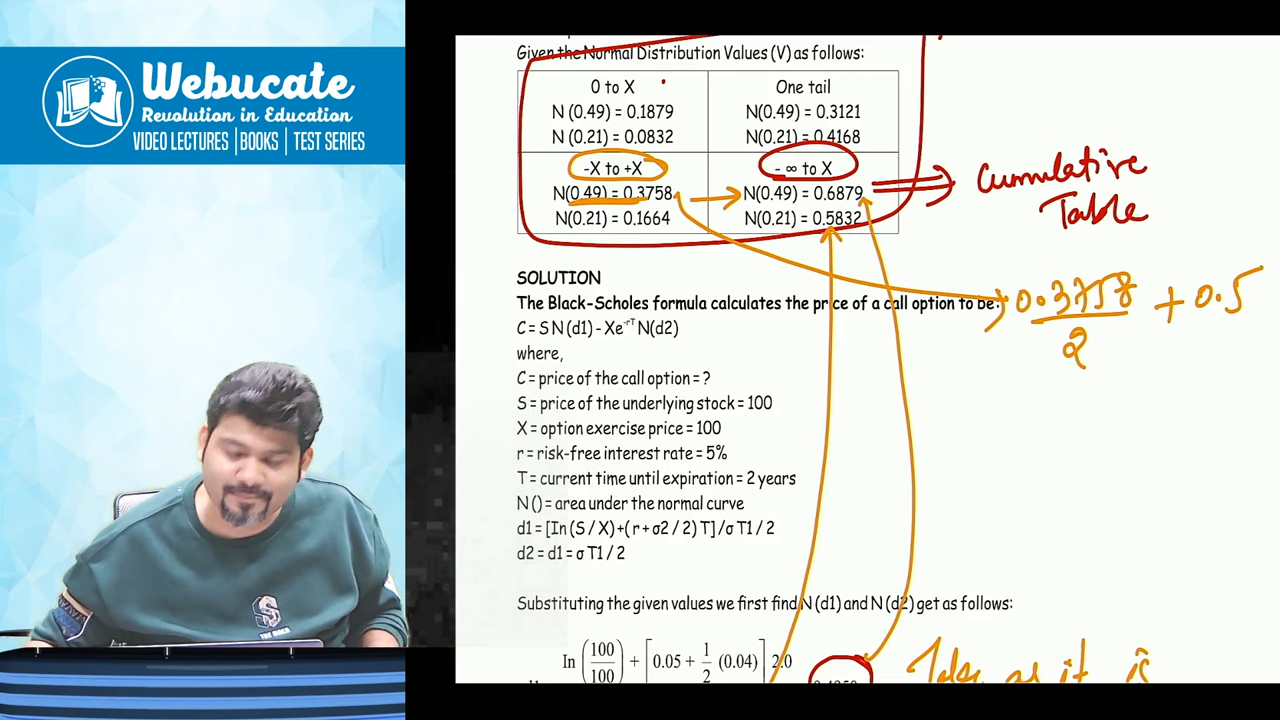 Webucate
Revolution in Education
VIDEO LECTURES | BOOKS | TEST SERIES
Given the Normal Distribution Values (V) as follows:
0 to X
N (0.49) = 0.1879
N (0.21) = 0.0832
One tail
N(0.49) = 0.3121
N(0.21) = 0.4168
-X to +X
N(0.49) = 0.3758
N(0.21) = 0.1664
- ∞ to X
N(0.49) = 0.6879
N(0.21) = 0.5832
Cumulative
Table
0.3758 + 0.5
2
SOLUTION
The Black-Scholes formula calculates the price of a call option to be:
C = S N (d1) - Xe-rT N(d2)
where,
C = price of the call option = ?
S = price of the underlying stock = 100
X = option exercise price = 100
r = risk-free interest rate = 5%
T = current time until expiration = 2 years
N () = area under the normal curve
d1 = [In (S / X) +(r + σ2 / 2) T] /σ T1 / 2
d2 = d1 = σ T1 / 2
Substituting the given values we first find N (d1) and N (d2) get as follows:
In (100/100) + [0.05 + 1/2 (0.04)] 2.0
Take as it is